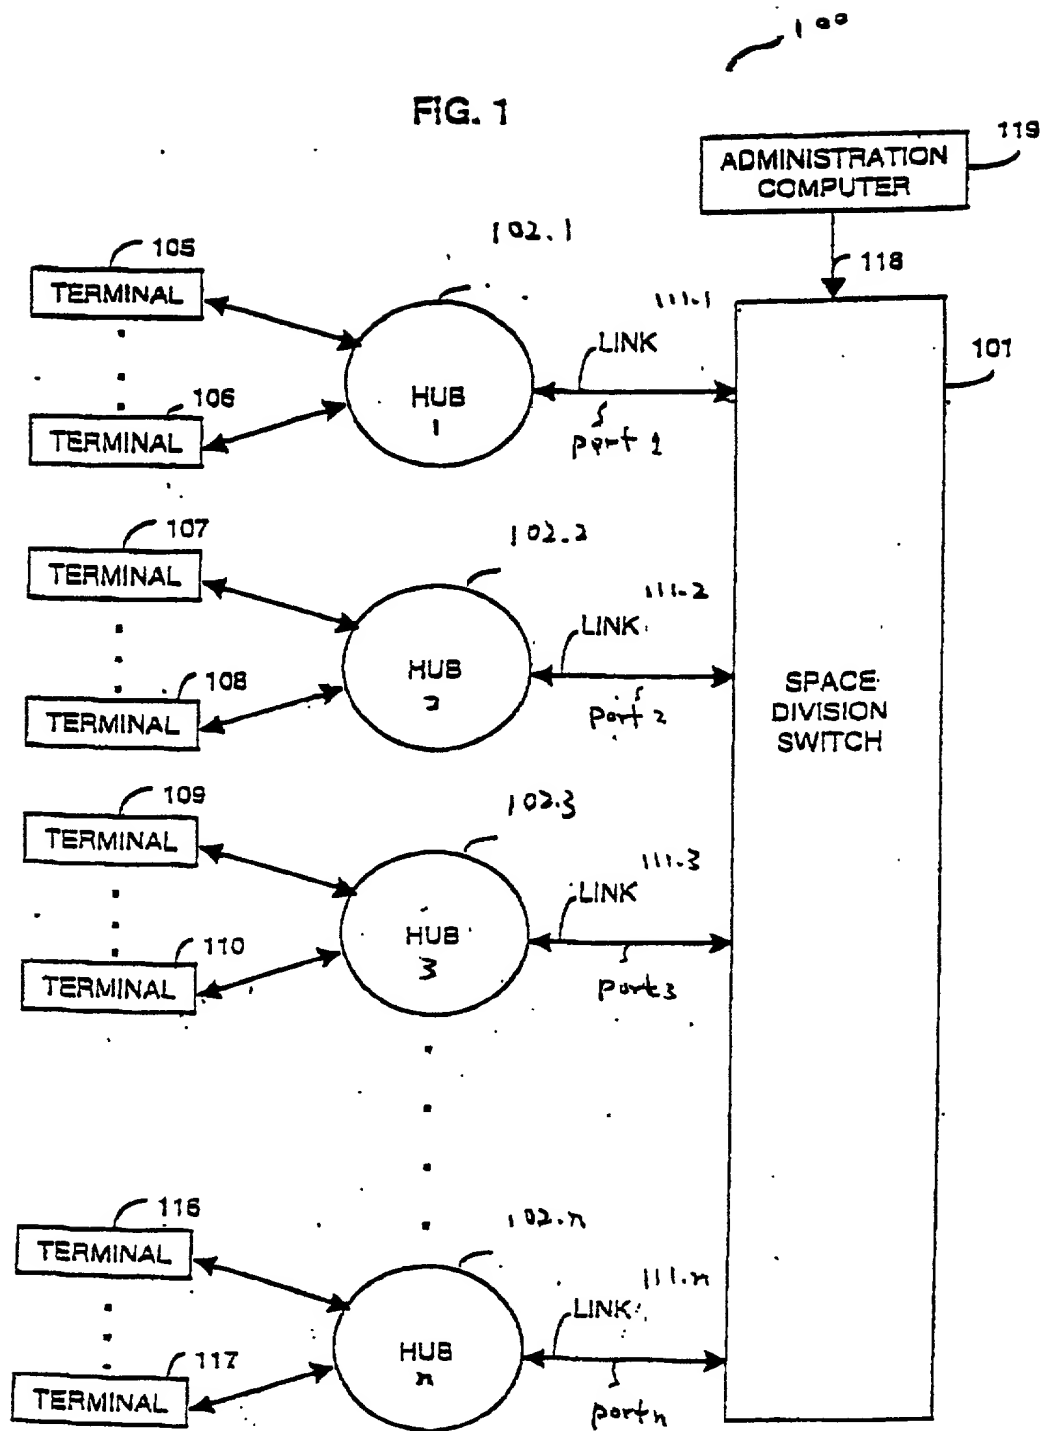 100
FIG. 1
119
ADMINISTRATION
COMPUTER
118
102.1
105
TERMINAL
111.1
LINK
101
HUB
1
106
TERMINAL
port 1
107
TERMINAL
102.2
111.2
LINK
HUB
2
108
TERMINAL
port 2
SPACE
DIVISION
SWITCH
109
TERMINAL
102.3
111.3
LINK
HUB
3
110
TERMINAL
port 3
116
TERMINAL
102.n
111.n
LINK
HUB
n
117
TERMINAL
port n